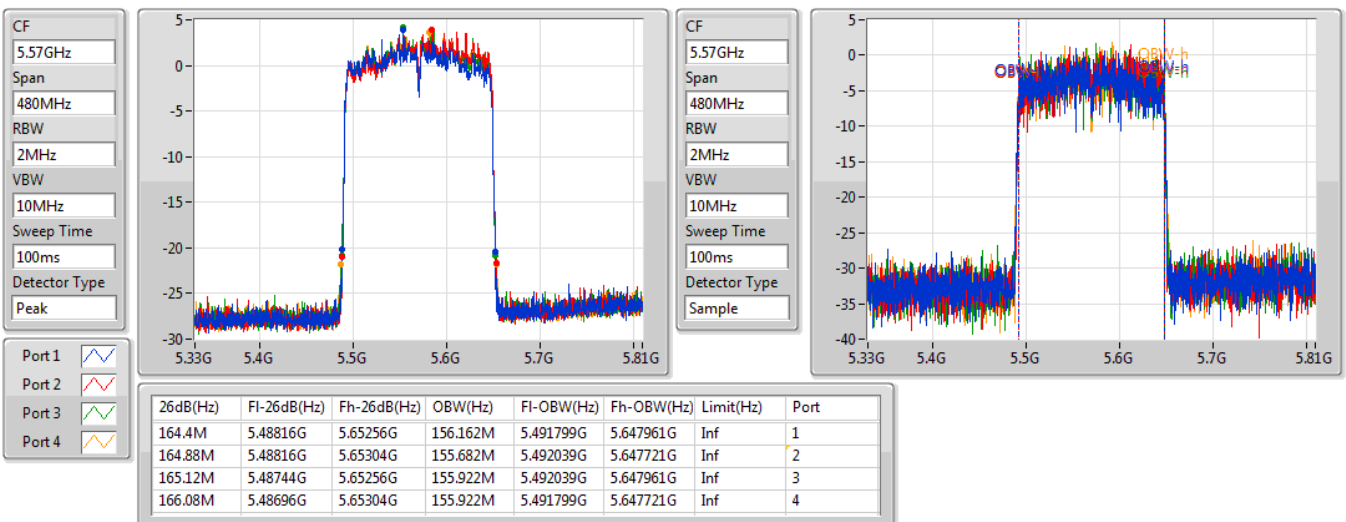 CF
5.57GHz
Span
480MHz
RBW
2MHz
VBW
10MHz
Sweep Time
100ms
Detector Type
Peak
5
0
-5
-10
-15
-20
-25
-30
5.33G 5.4G 5.5G 5.6G 5.7G 5.81G
CF
5.57GHz
Span
480MHz
RBW
2MHz
VBW
10MHz
Sweep Time
100ms
Detector Type
Sample
5
0
-5
-10
-15
-20
-25
-30
-35
-40
OBW-h
OBW-h
5.33G 5.4G 5.5G 5.6G 5.7G 5.81G
Port 1
Port 2
Port 3
Port 4
26dB(Hz) Fl-26dB(Hz) Fh-26dB(Hz) OBW(Hz) Fl-OBW(Hz) Fh-OBW(Hz) Limit(Hz) Port
164.4M 5.48816G 5.65256G 156.162M 5.491799G 5.647961G Inf 1
164.88M 5.48816G 5.65304G 155.682M 5.492039G 5.647721G Inf 2
165.12M 5.48744G 5.65256G 155.922M 5.492039G 5.647961G Inf 3
166.08M 5.48696G 5.65304G 155.922M 5.491799G 5.647721G Inf 4